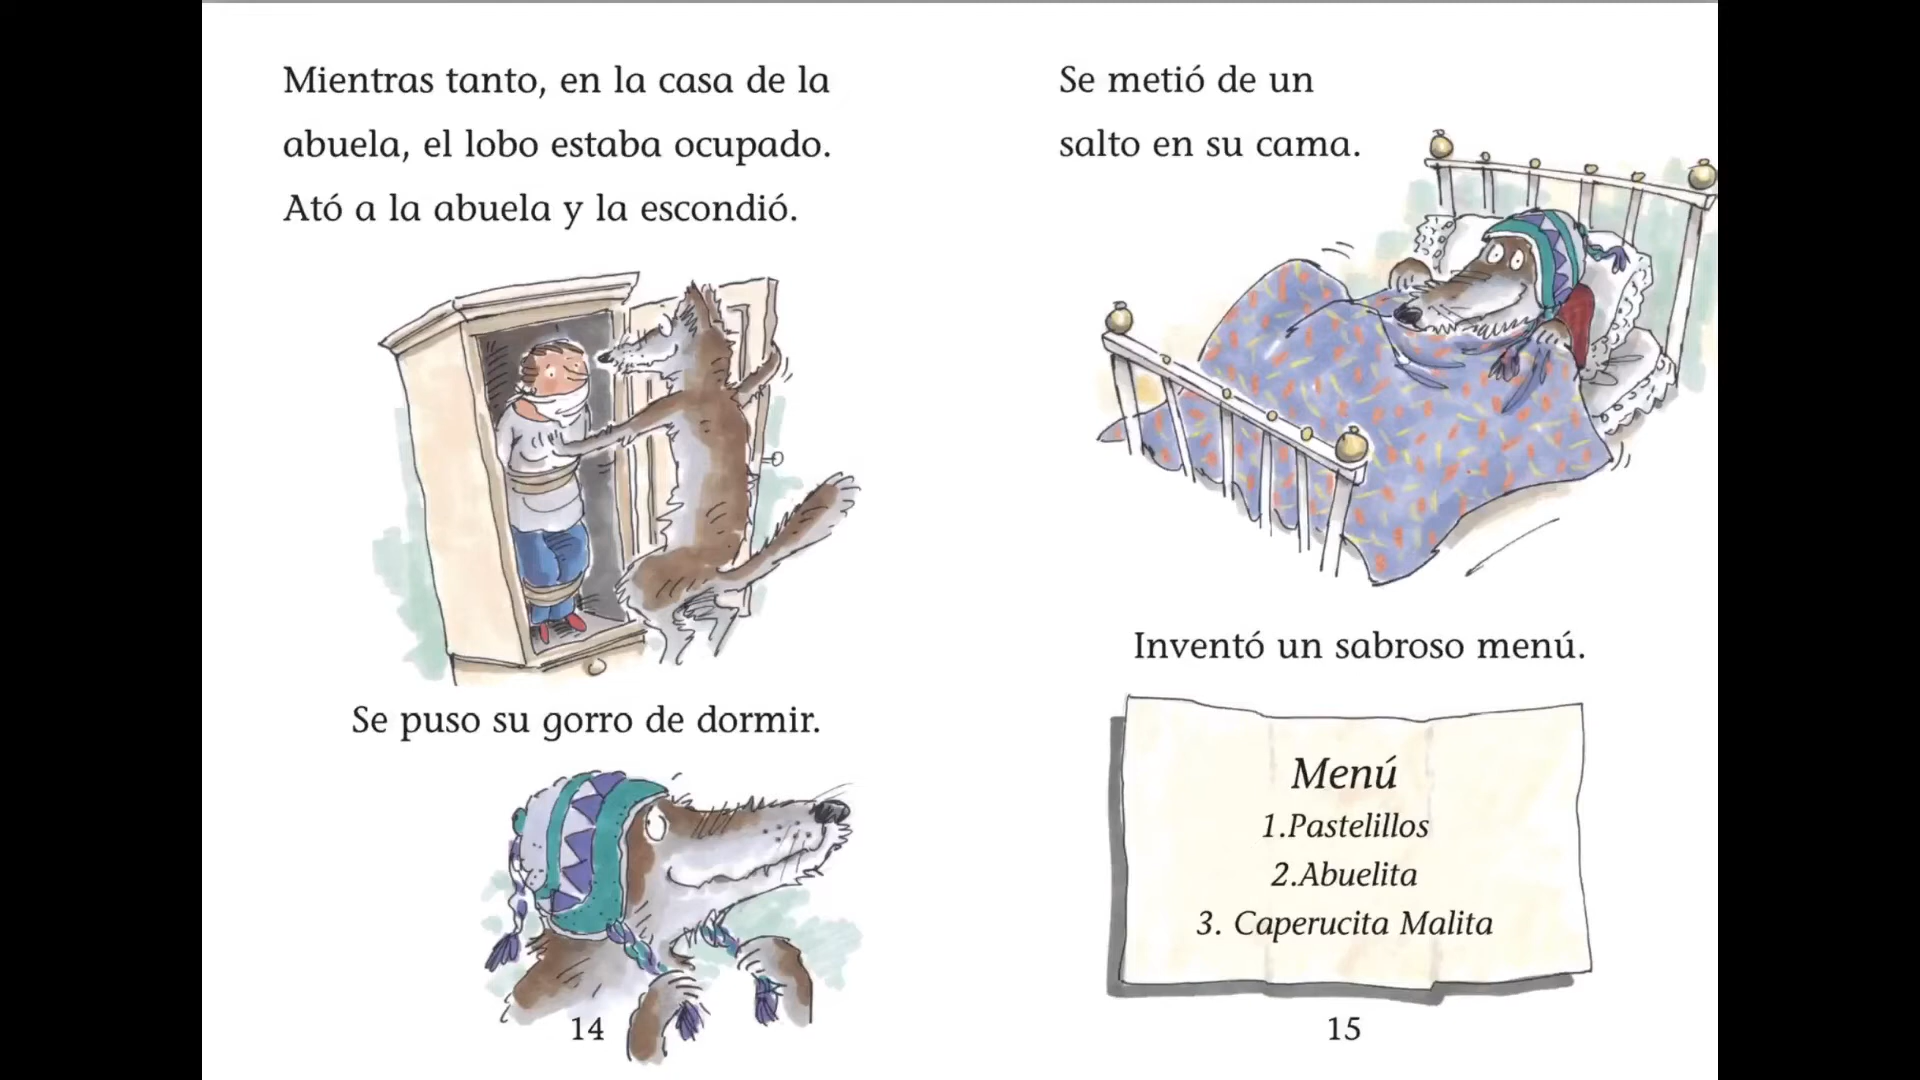 Mientras tanto, en la casa de la
abuela, el lobo estaba ocupado.
Ató a la abuela y la escondió.
Se puso su gorro de dormir.
14
Se metió de un
salto en su cama.
Inventó un sabroso menú.
Menú
1.Pastelillos
2.Abuelita
3. Caperucita Malita
15